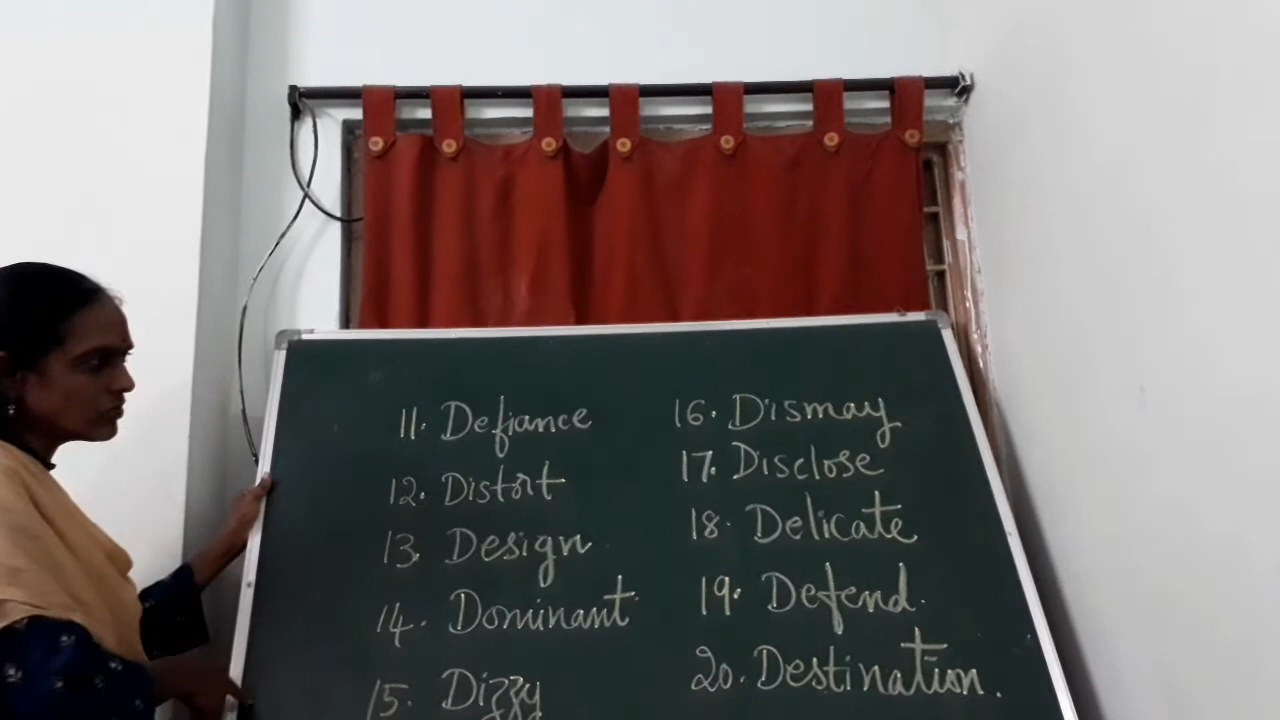 11. Defiance
12. Distort
13. Design
14. Dominant
15. Dizzy
16. Dismay
17. Disclose
18. Delicate
19. Defend.
20. Destination.